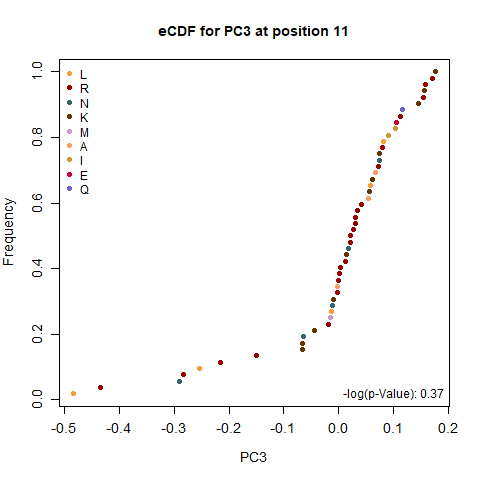 eCDF for PC3 at position 11
L
R
N
K
M
A
I
E
Q
Frequency
1.0
0.8
0.6
0.4
0.2
0.0
-log(p-Value): 0.37
-0.5 -0.4 -0.3 -0.2 -0.1 0.0 0.1 0.2
PC3